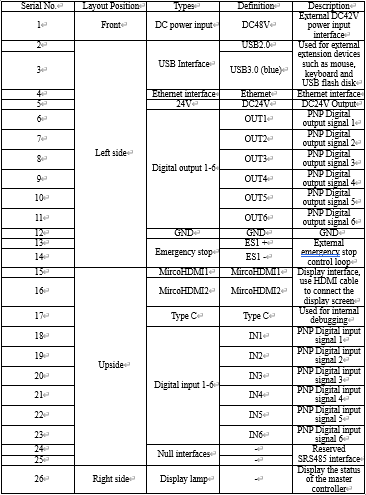 Serial No. Layout Position Types Definition Description
1 Front DC power input DC48V External DC42V
power input
interface
2 Left side USB Interface USB2.0 Used for external
extension devices
3 USB3.0 (blue) such as mouse,
keyboard and
USB flash disk
4 Ethernet interface Ethernet Ethernet interface
5 24V DC24V DC24V Output
6 Digital output 1-6 OUT1 PNP Digital
output signal 1
7 OUT2 PNP Digital
output signal 2
8 OUT3 PNP Digital
output signal 3
9 OUT4 PNP Digital
output signal 4
10 OUT5 PNP Digital
output signal 5
11 OUT6 PNP Digital
output signal 6
12 GND GND GND
13 Emergency stop ES1 + External
14 ES1 - emergency stop
control loop
15 Upside MircoHDMI1 MircoHDMI1 Display interface,
16 MircoHDMI2 MircoHDMI2 use HDMI cable
to connect the
display screen
17 Type C Type C Used for internal
debugging
18 Digital input 1-6 IN1 PNP Digital input
signal 1
19 IN2 PNP Digital input
signal 2
20 IN3 PNP Digital input
signal 3
21 IN4 PNP Digital input
signal 4
22 IN5 PNP Digital input
signal 5
23 IN6 PNP Digital input
signal 6
24 Null interfaces - Reserved
25 - SRS485 interface
26 Right side Display lamp - Display the status
of the master
controller